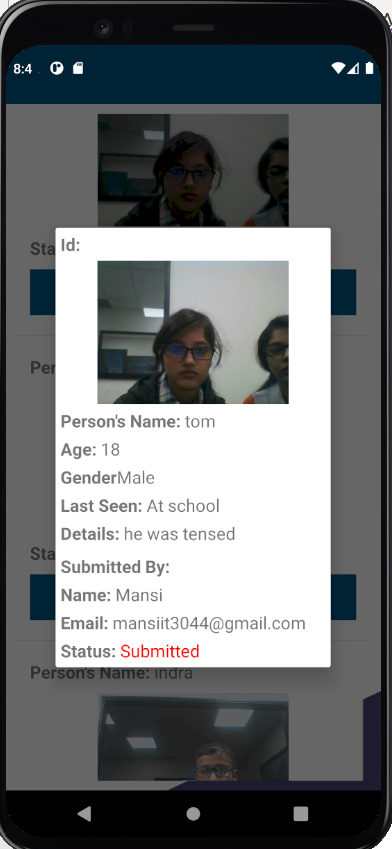 8:4
Sta
Id:
Per
Person's Name: tom
Age: 18
GenderMale
Last Seen: At school
Details: he was tensed
Sta
Submitted By:
Name: Mansi
Email: mansiit3044@gmail.com
Status: Submitted
Person's Name: indra